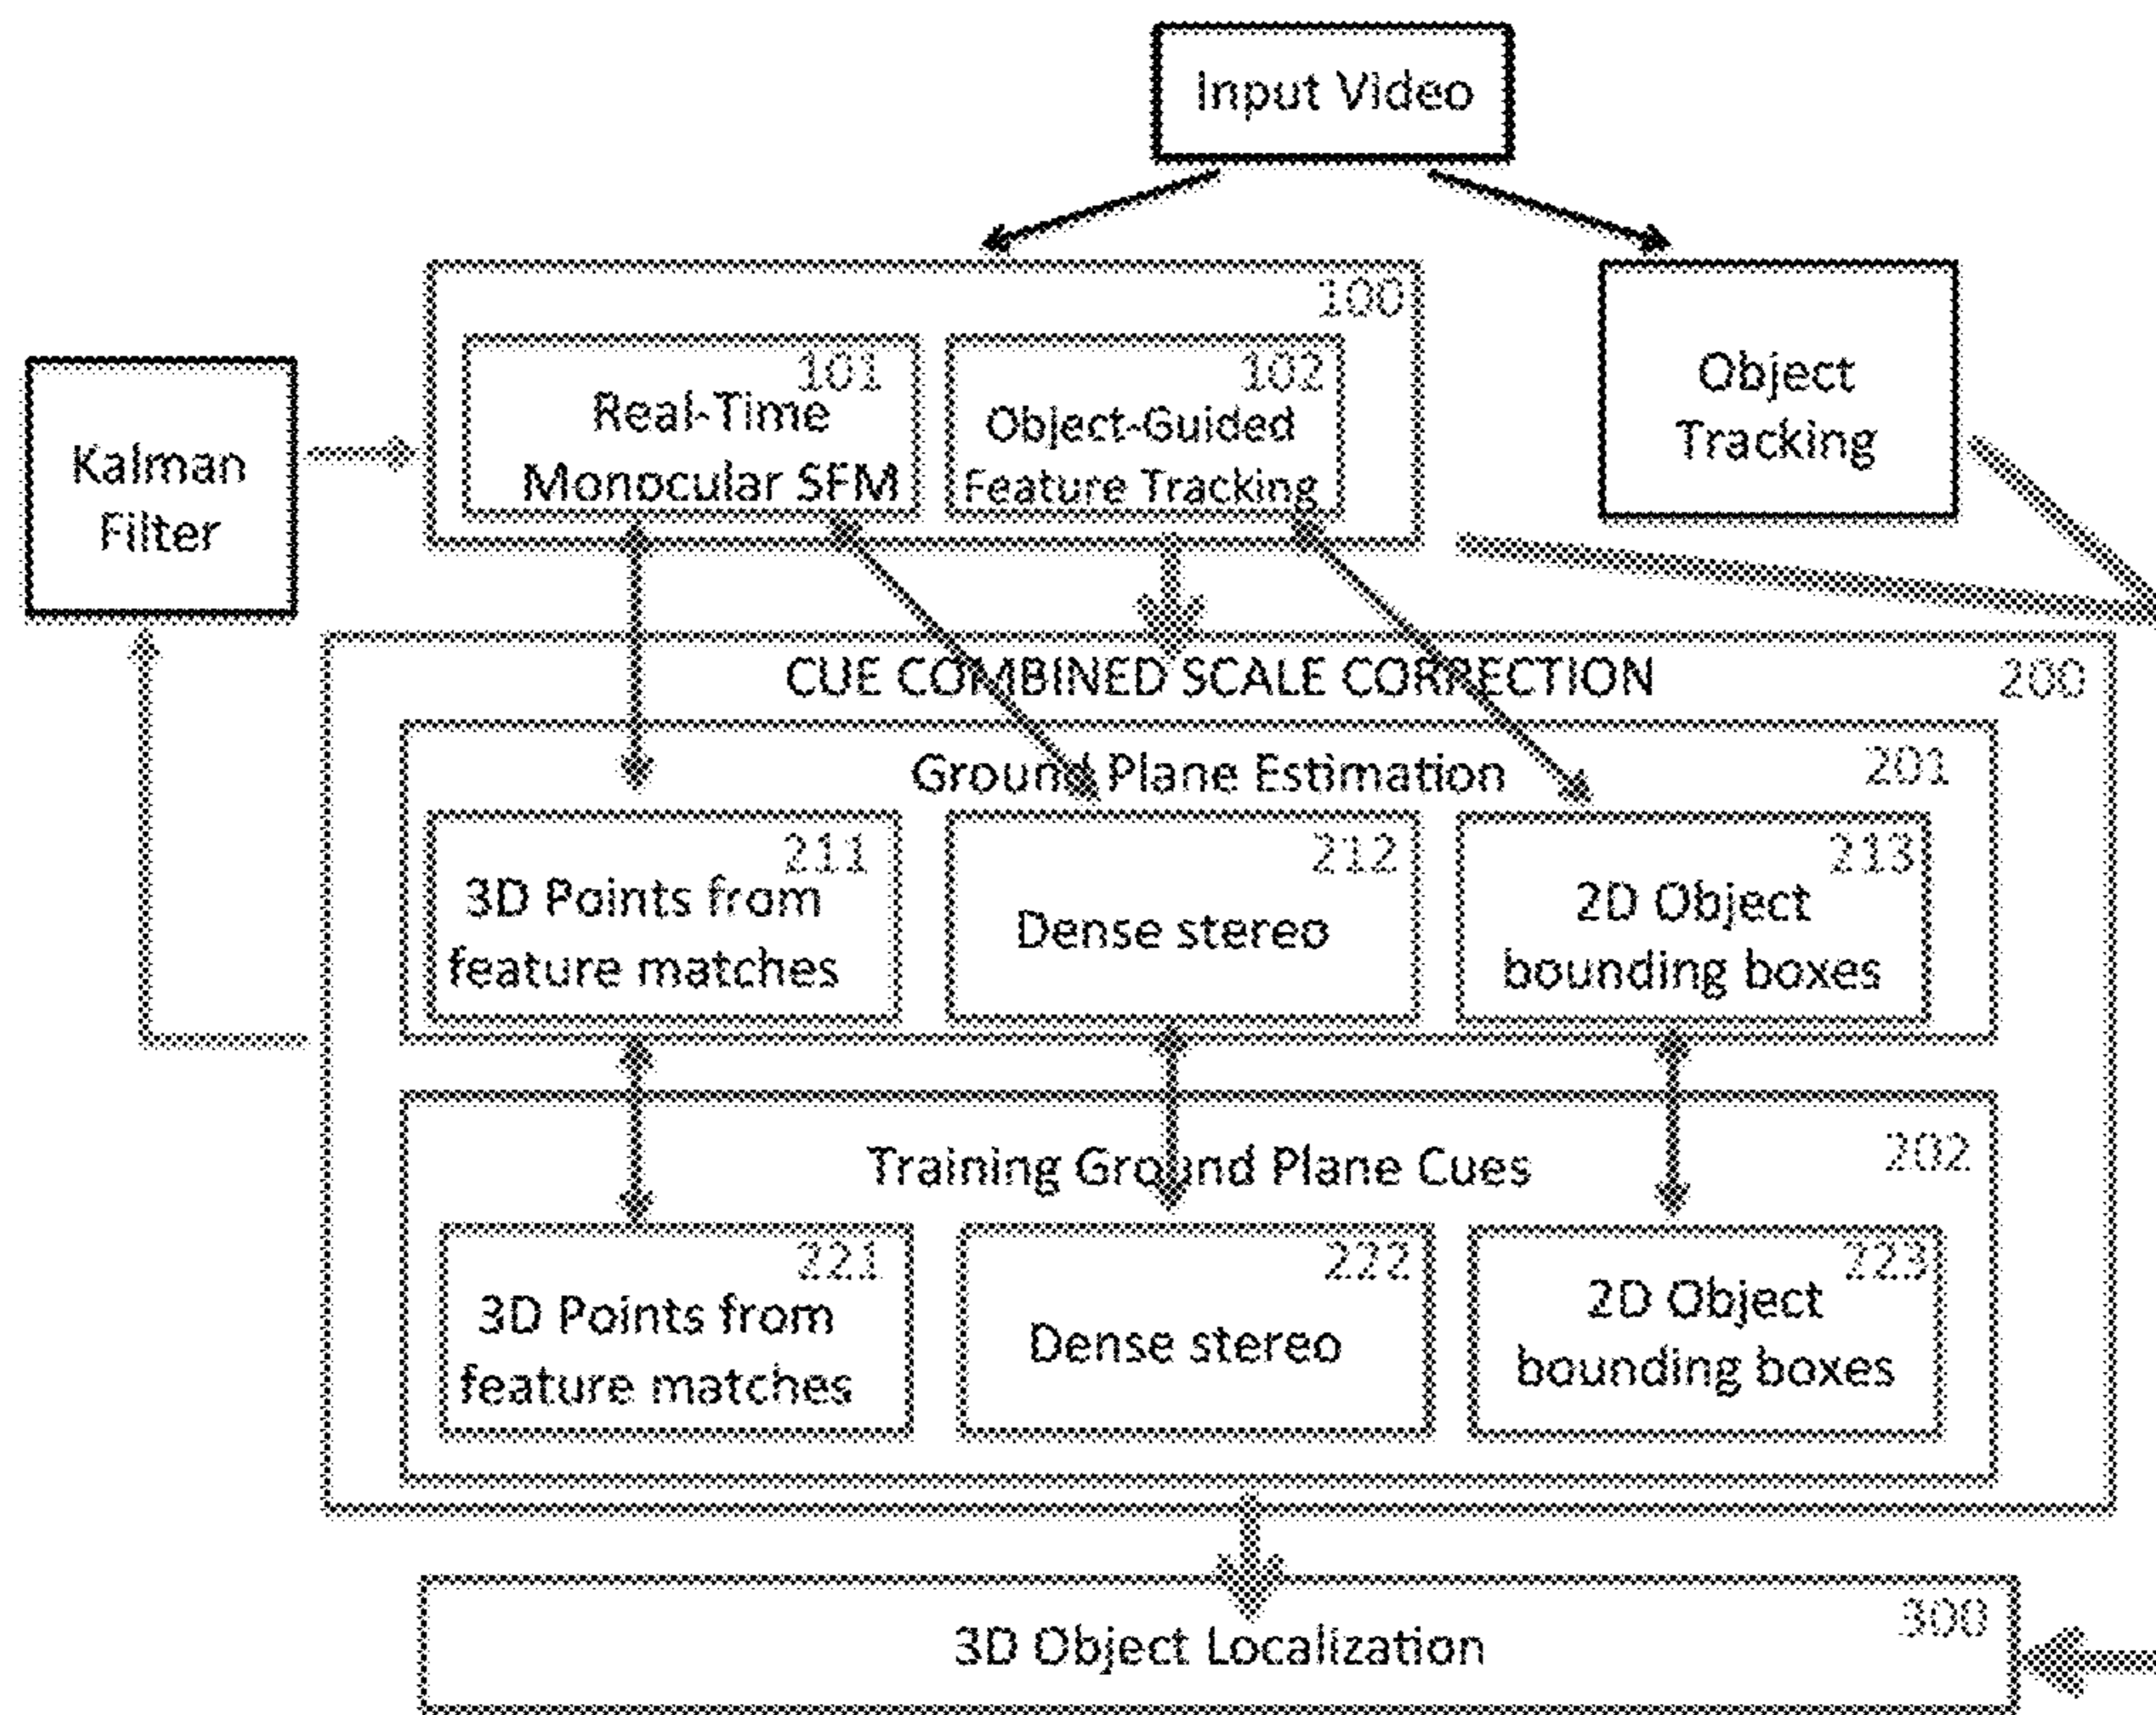 Input Video
100
101
Real-Time
Monocular SFM
102
Object-Guided
Feature Tracking
Object
Tracking
Kalman
Filter
CUE COMBINED SCALE CORRECTION
200
Ground Plane Estimation
201
211
3D Points from
feature matches
212
Dense stereo
213
2D Object
bounding boxes
Training Ground Plane Cues
202
221
3D Points from
feature matches
222
Dense stereo
223
2D Object
bounding boxes
300
3D Object Localization